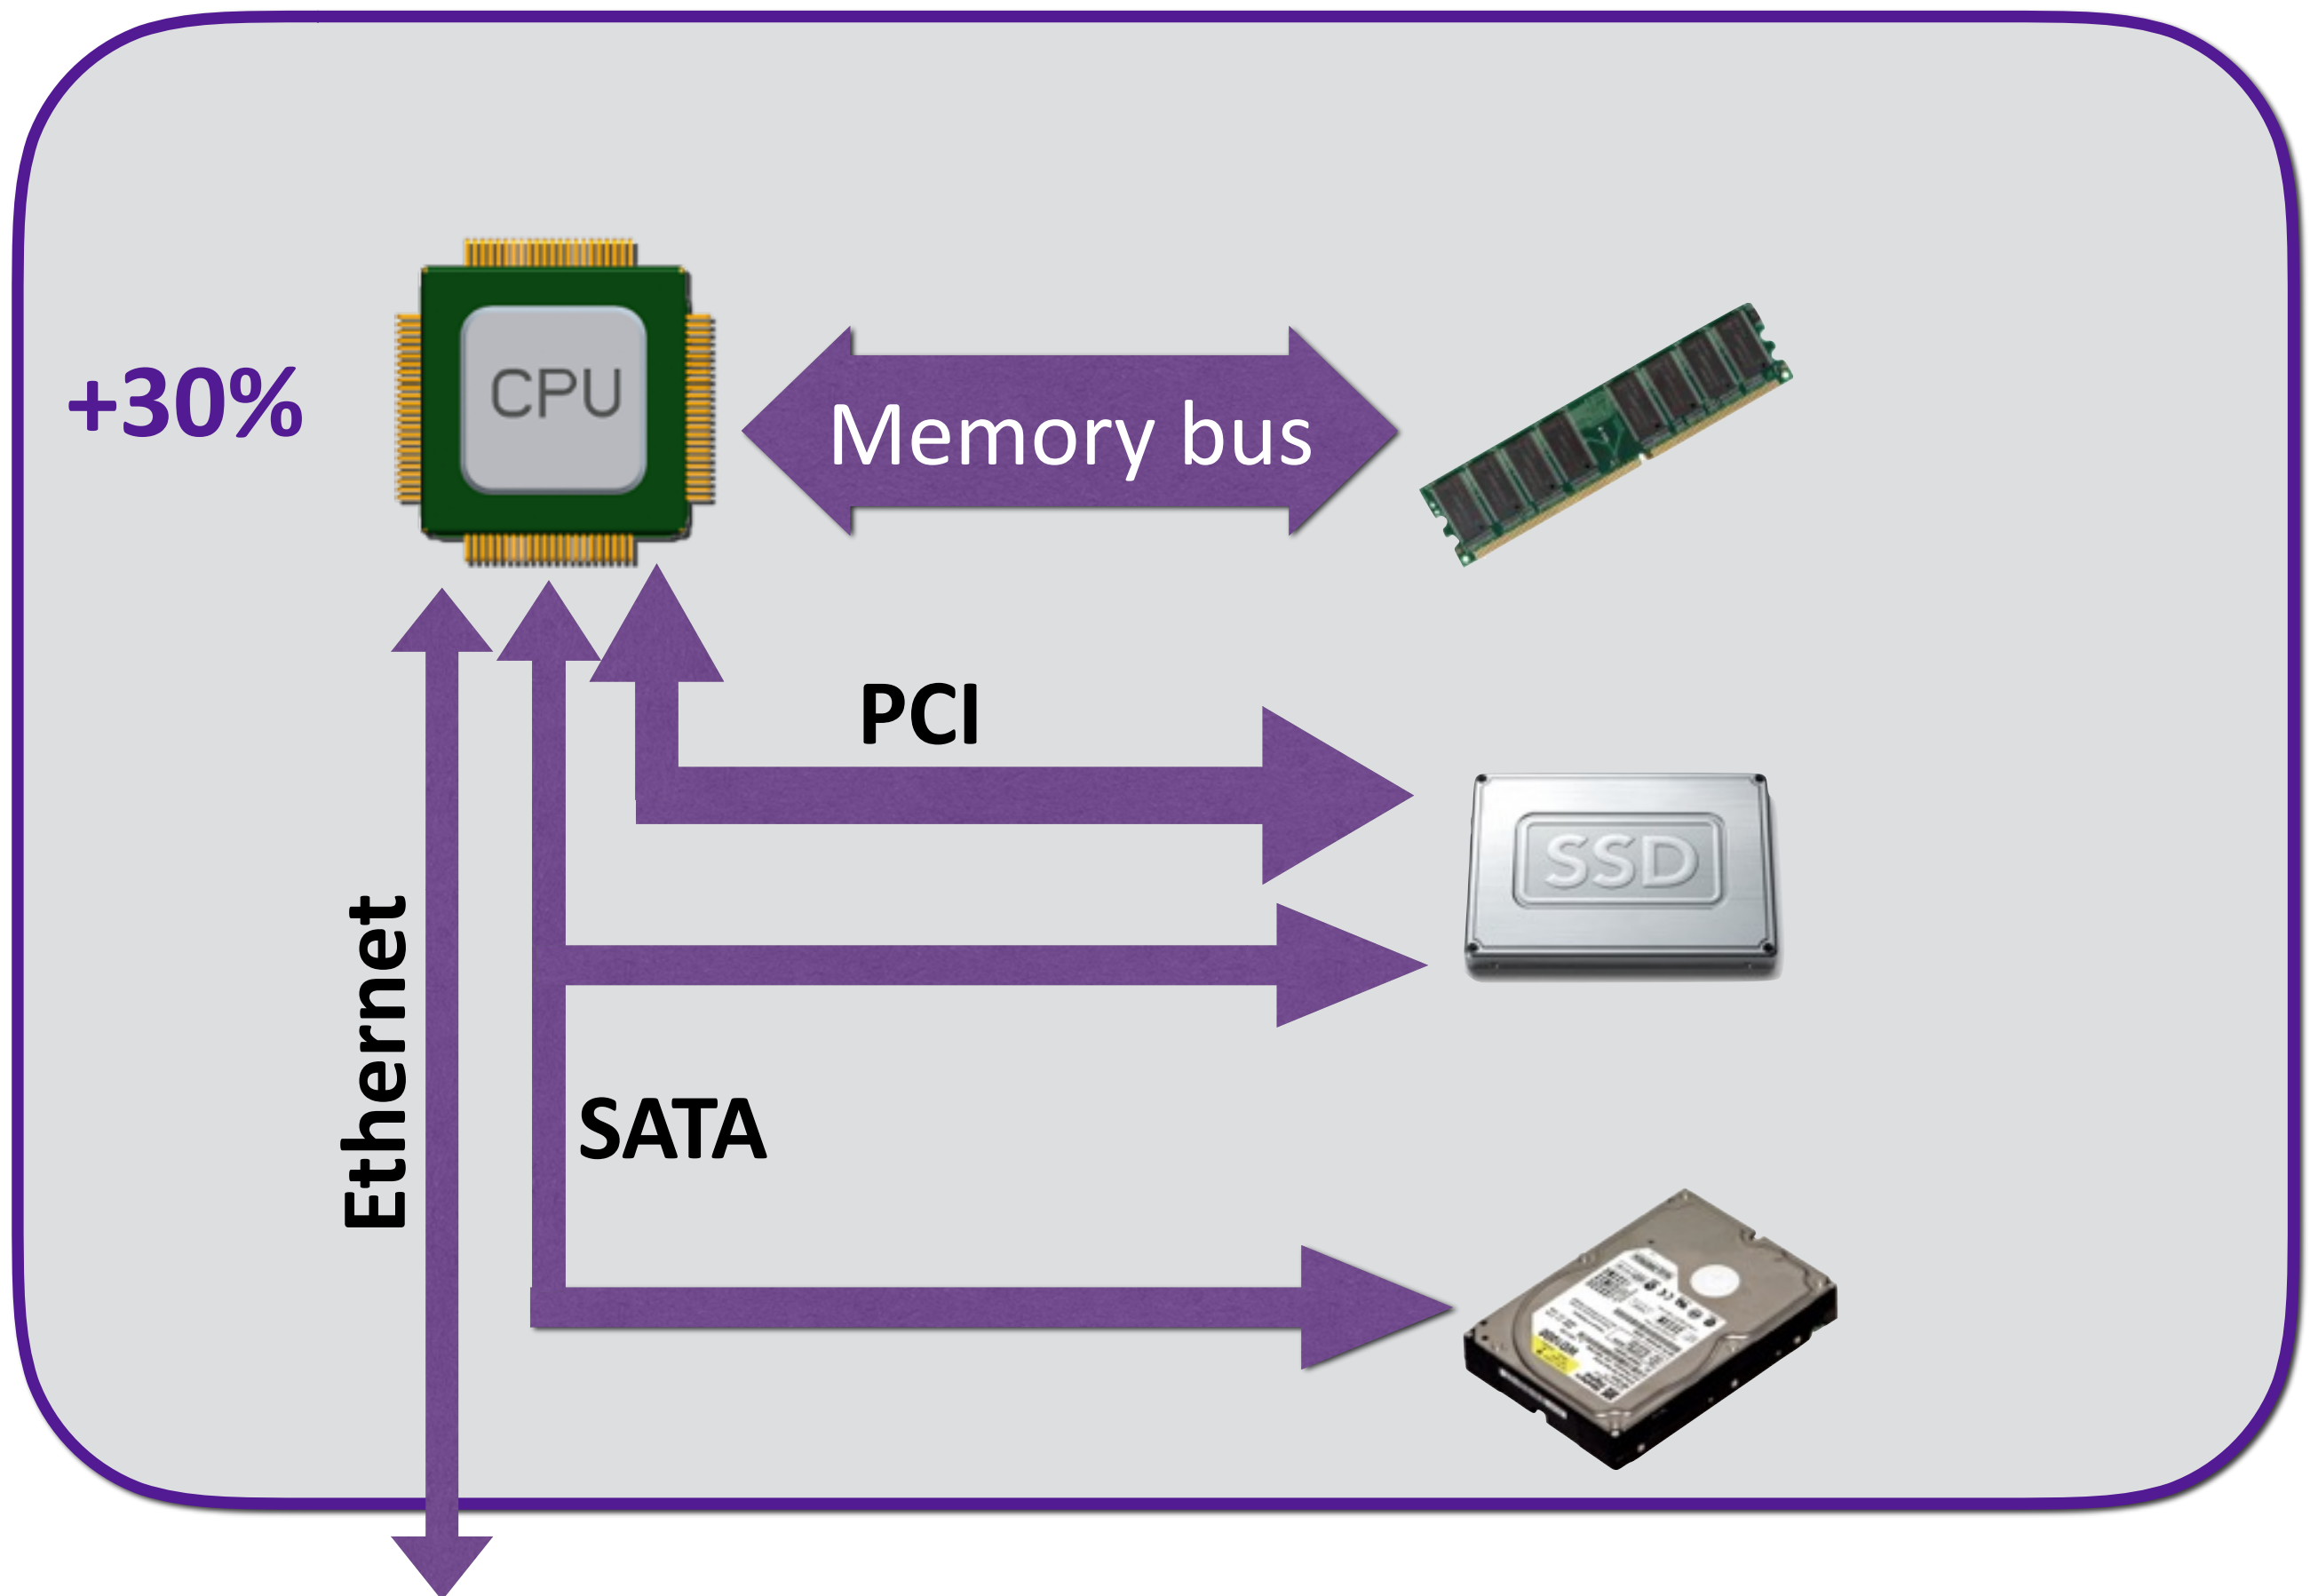 CPU
+30%
Memory bus
PCI
SSD
Ethernet
SATA